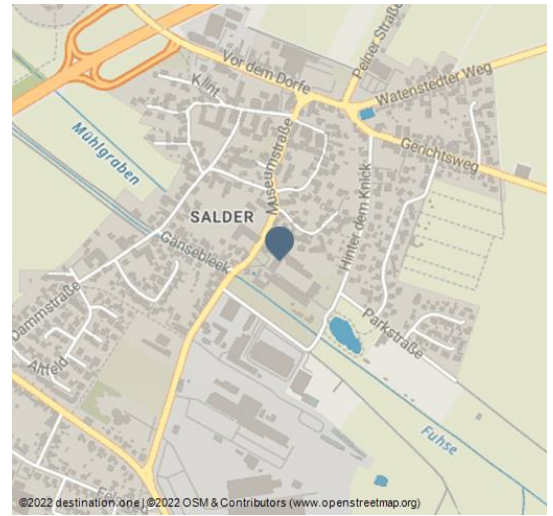 Vor dem Dorfe
Peiner Straße
Klint
Watenstedter Weg
Mühlgraben
Museumstraße
Gerichtsweg
SALDER
Hinter dem Knick
Gänsebleek
Dammstraße
Parkstraße
Altfeld
Fuhse
©2022 destination.one | ©2022 OSM & Contributors (www.openstreetmap.org)